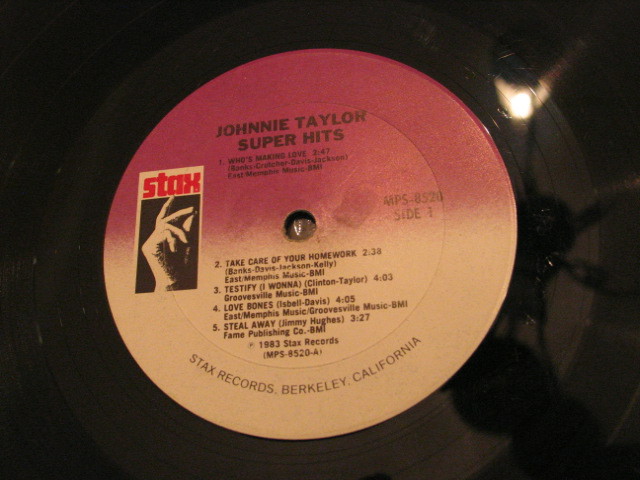 JOHNNIE TAYLOR
SUPER HITS
1. WHO'S MAKING LOVE 2:47
(Banks-Crutcher-Davis-Jackson)
East/Memphis Music-BMI
stax
MPS-8520
SIDE 1
2. TAKE CARE OF YOUR HOMEWORK 2:38
(Banks-Davis-Jackson-Kelly)
East/Memphis Music-BMI
3. TESTIFY (I WONNA) (Clinton-Taylor) 4:03
Groovesville Music-BMI
4. LOVE BONES (Isbell-Davis) 4:05
East/Memphis Music/Groovesville Music-BMI
5. STEAL AWAY (Jimmy Hughes) 3:27
Fame Publishing Co.-BMI
℗ 1983 Stax Records
(MPS-8520-A)
STAX RECORDS, BERKELEY, CALIFORNIA